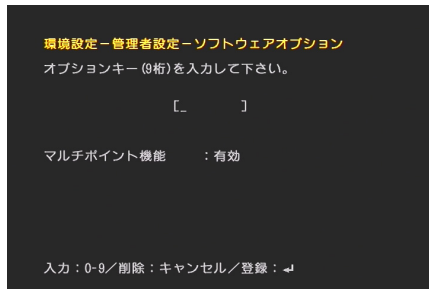 環境設定－管理者設定－ソフトウェアオプション
オプションキー(9桁)を入力して下さい。
[_       ]
マルチポイント機能　　：有効
入力：0-9／削除：キャンセル／登録：↵